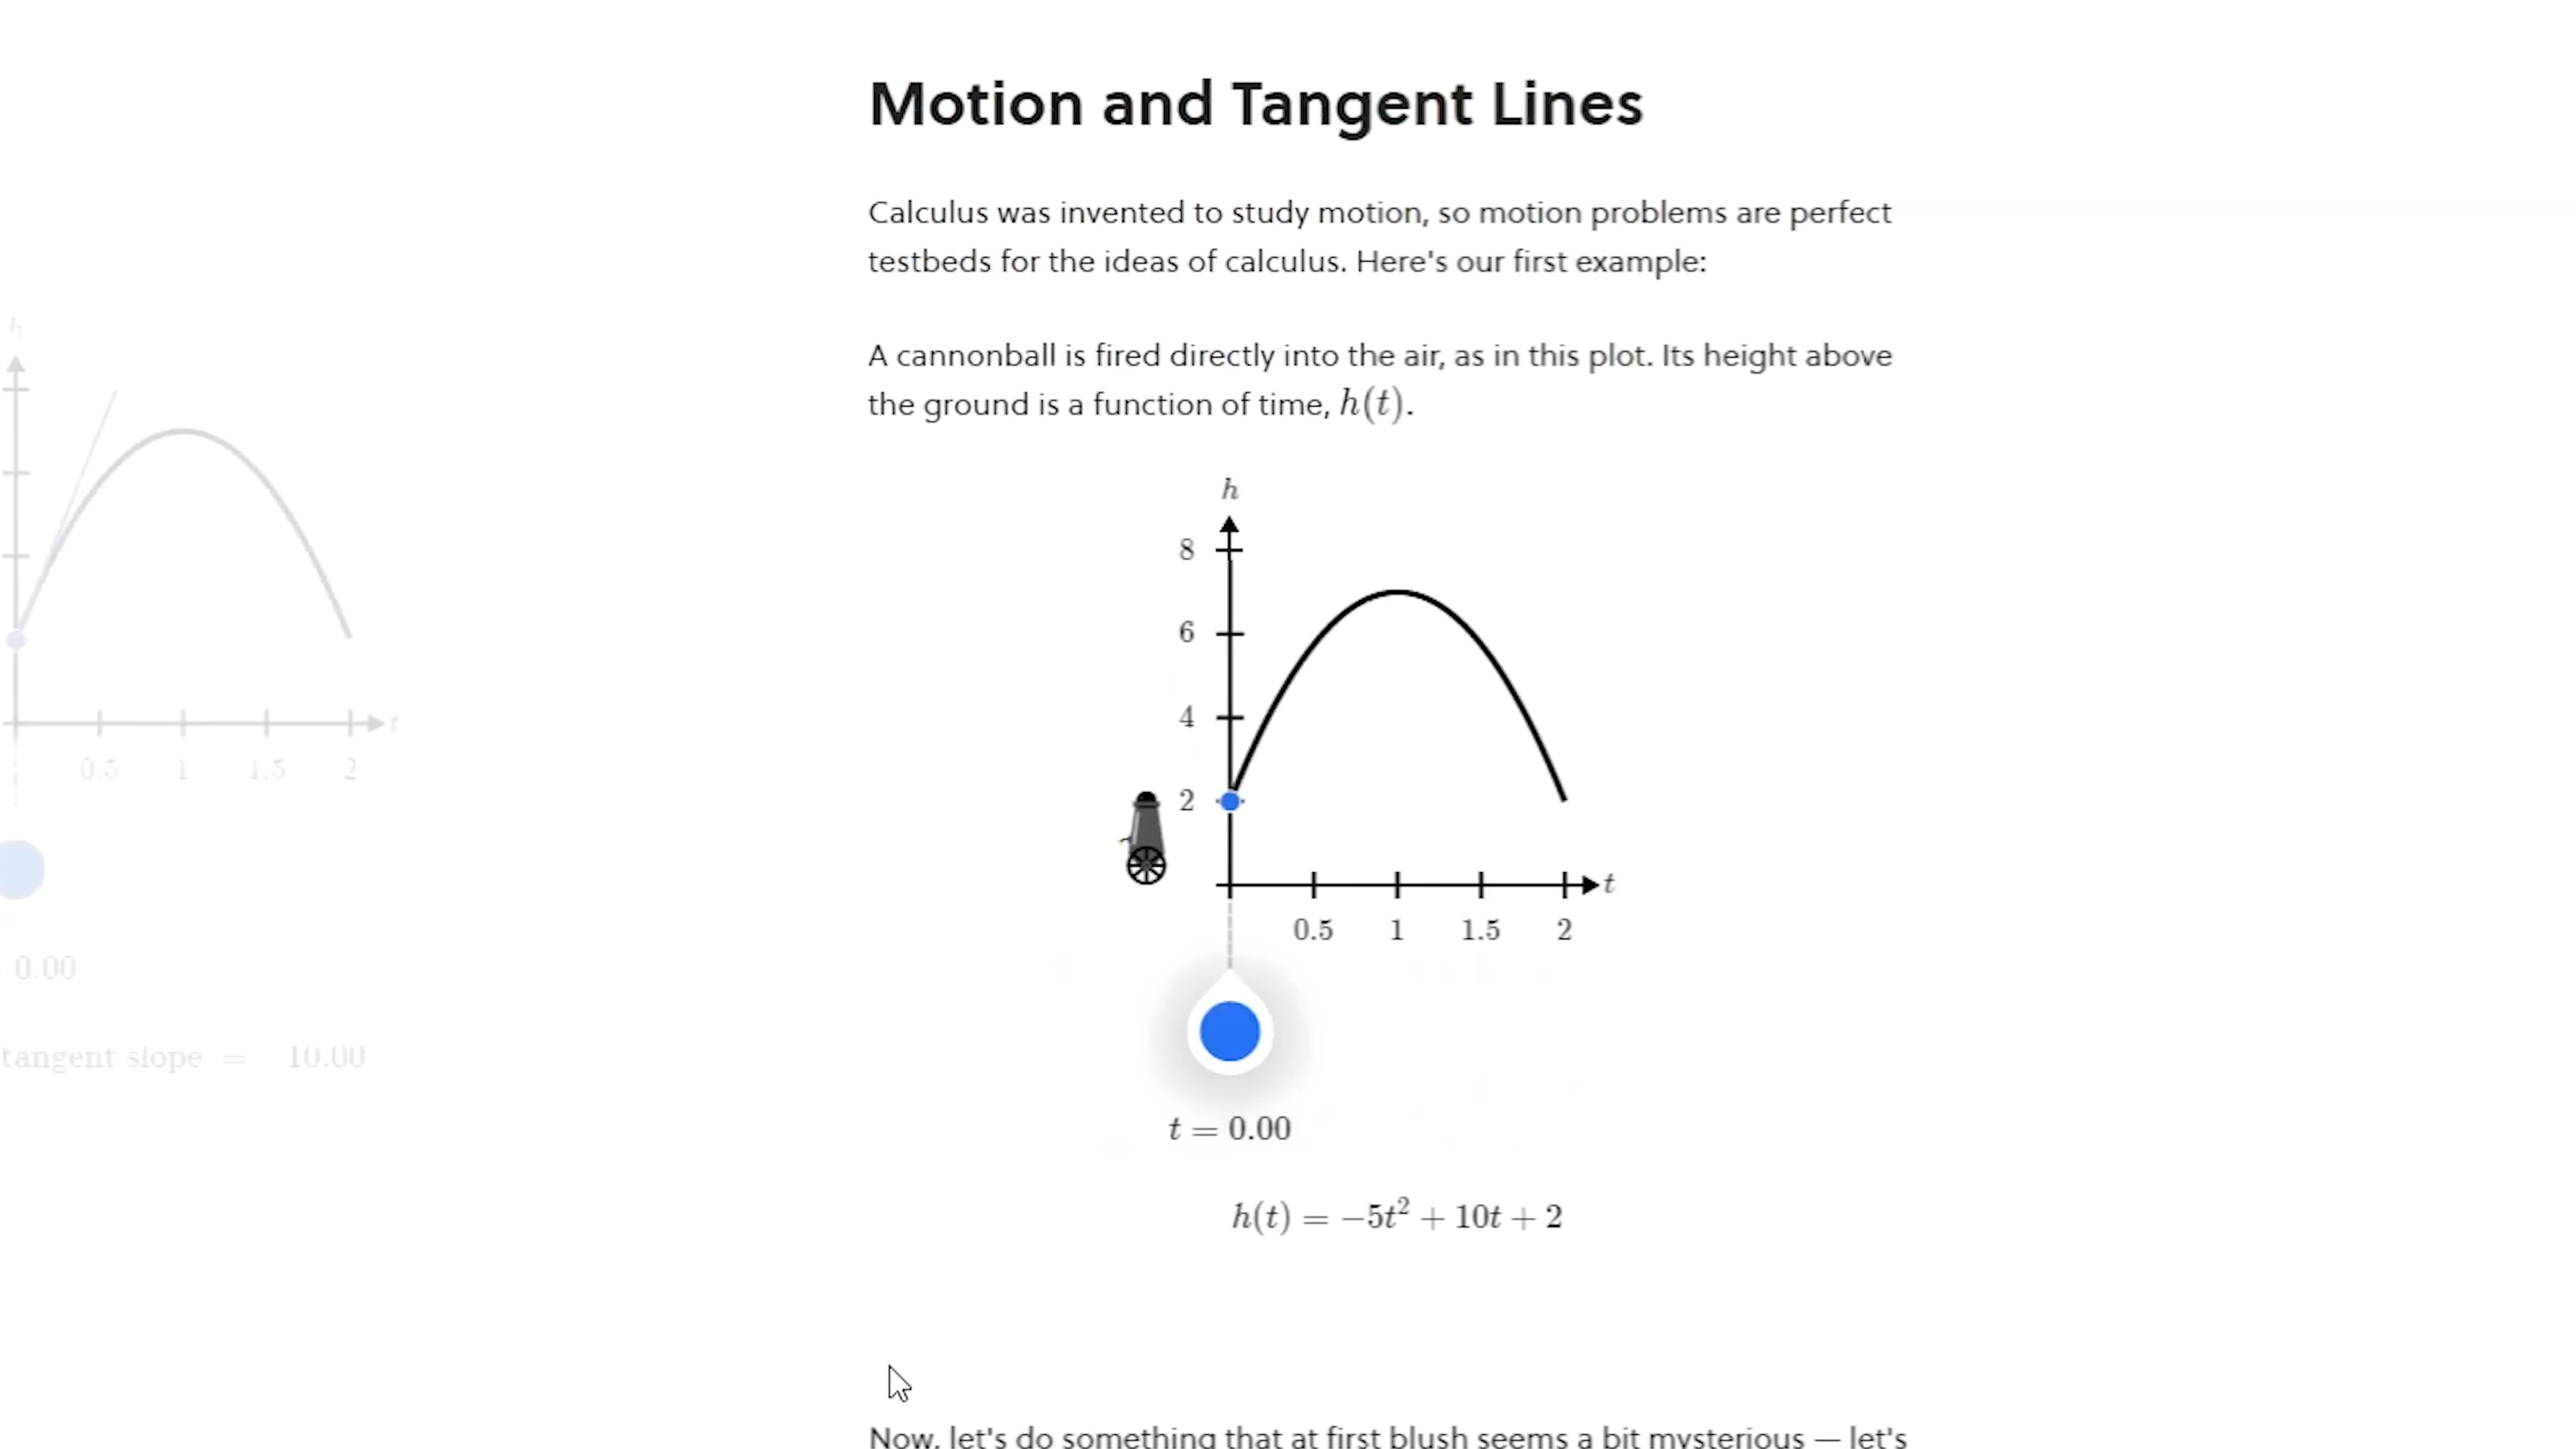 Motion and Tangent Lines
Calculus was invented to study motion, so motion problems are perfect
testbeds for the ideas of calculus. Here's our first example:
A cannonball is fired directly into the air, as in this plot. Its height above
the ground is a function of time, h(t).
h
8
6
4
2
t
0.5 1 1.5 2
t = 0.00
h(t) = −5t² + 10t + 2
Now, let's do something that at first blush seems a bit mysterious — let's
h
t
0.5 1 1.5 2
0.00
tangent slope = 10.00